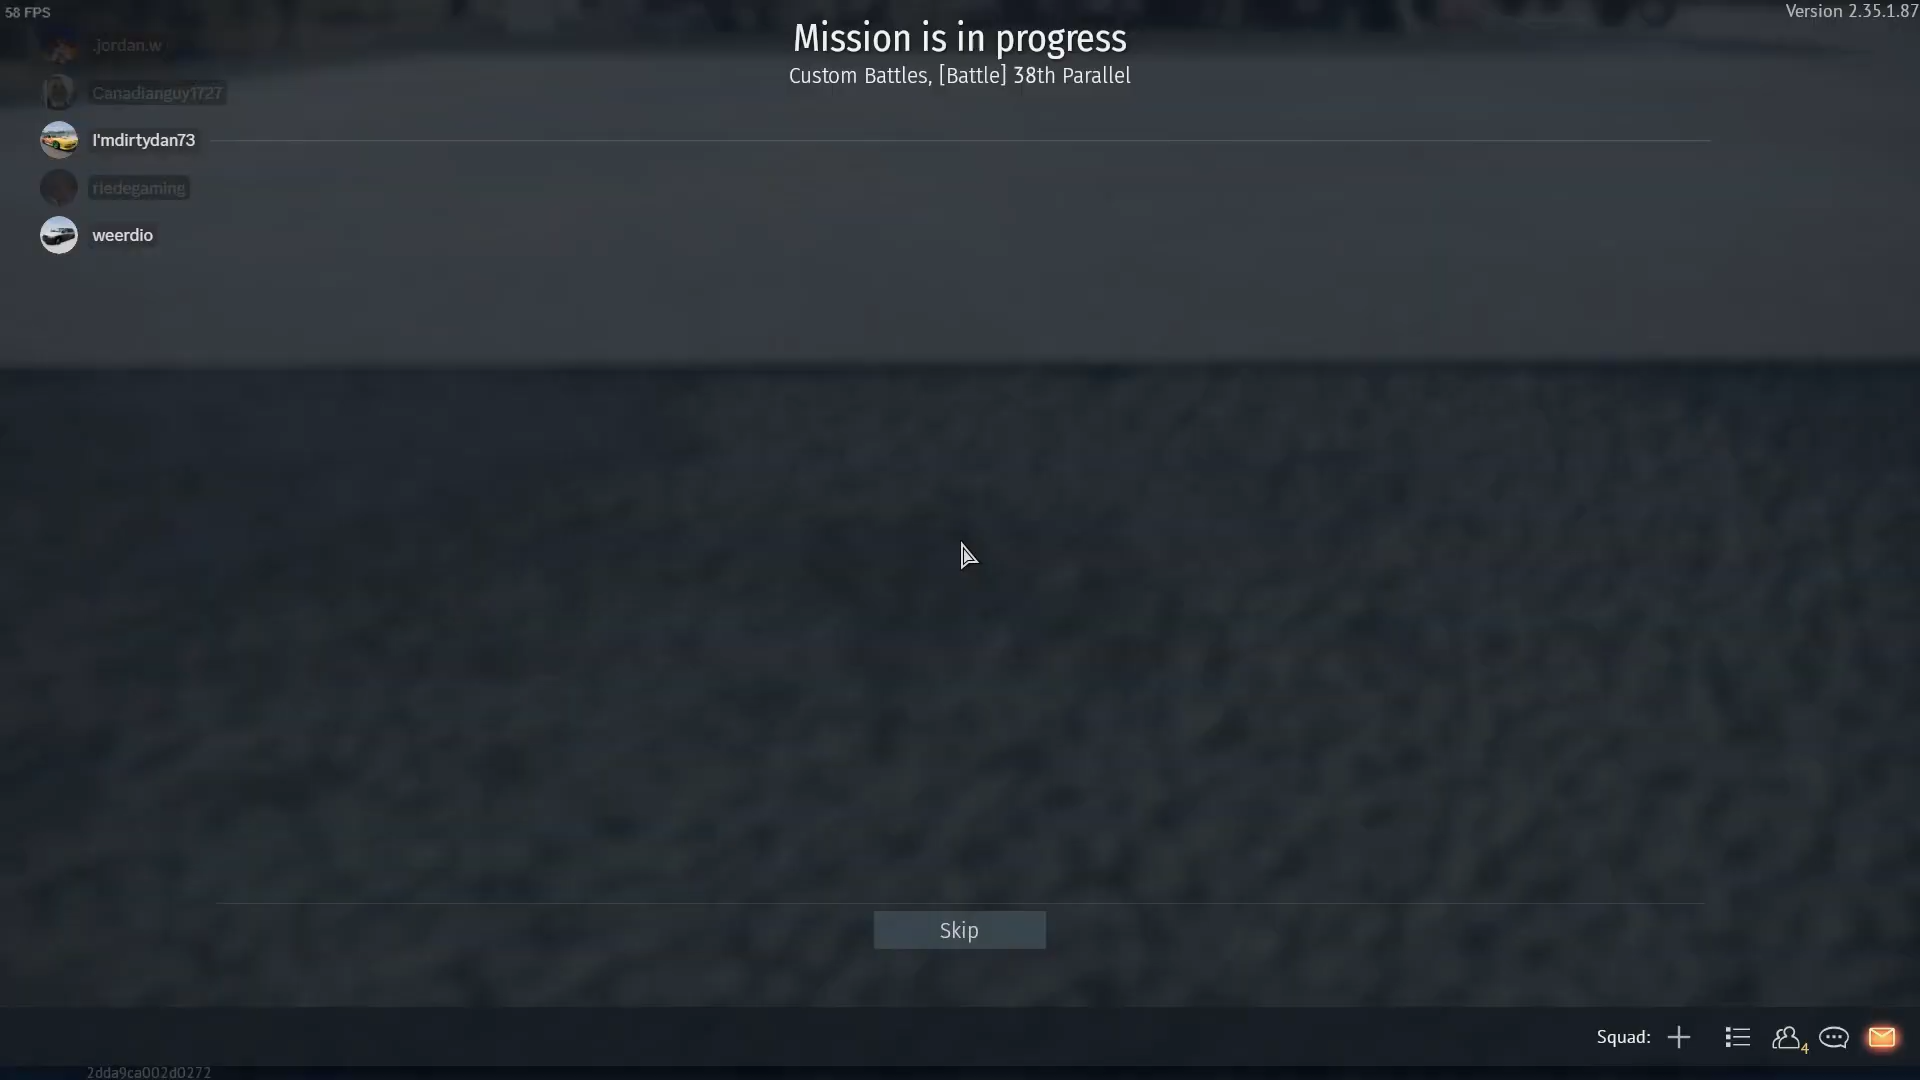 58 FPS
Version 2.35.1.87
Mission is in progress
Custom Battles, [Battle] 38th Parallel
.jordan.w
Canadianguy1727
I'mdirtydan73
riedegaming
weerdio
Skip
Squad:
4
2dda9ca002d0272